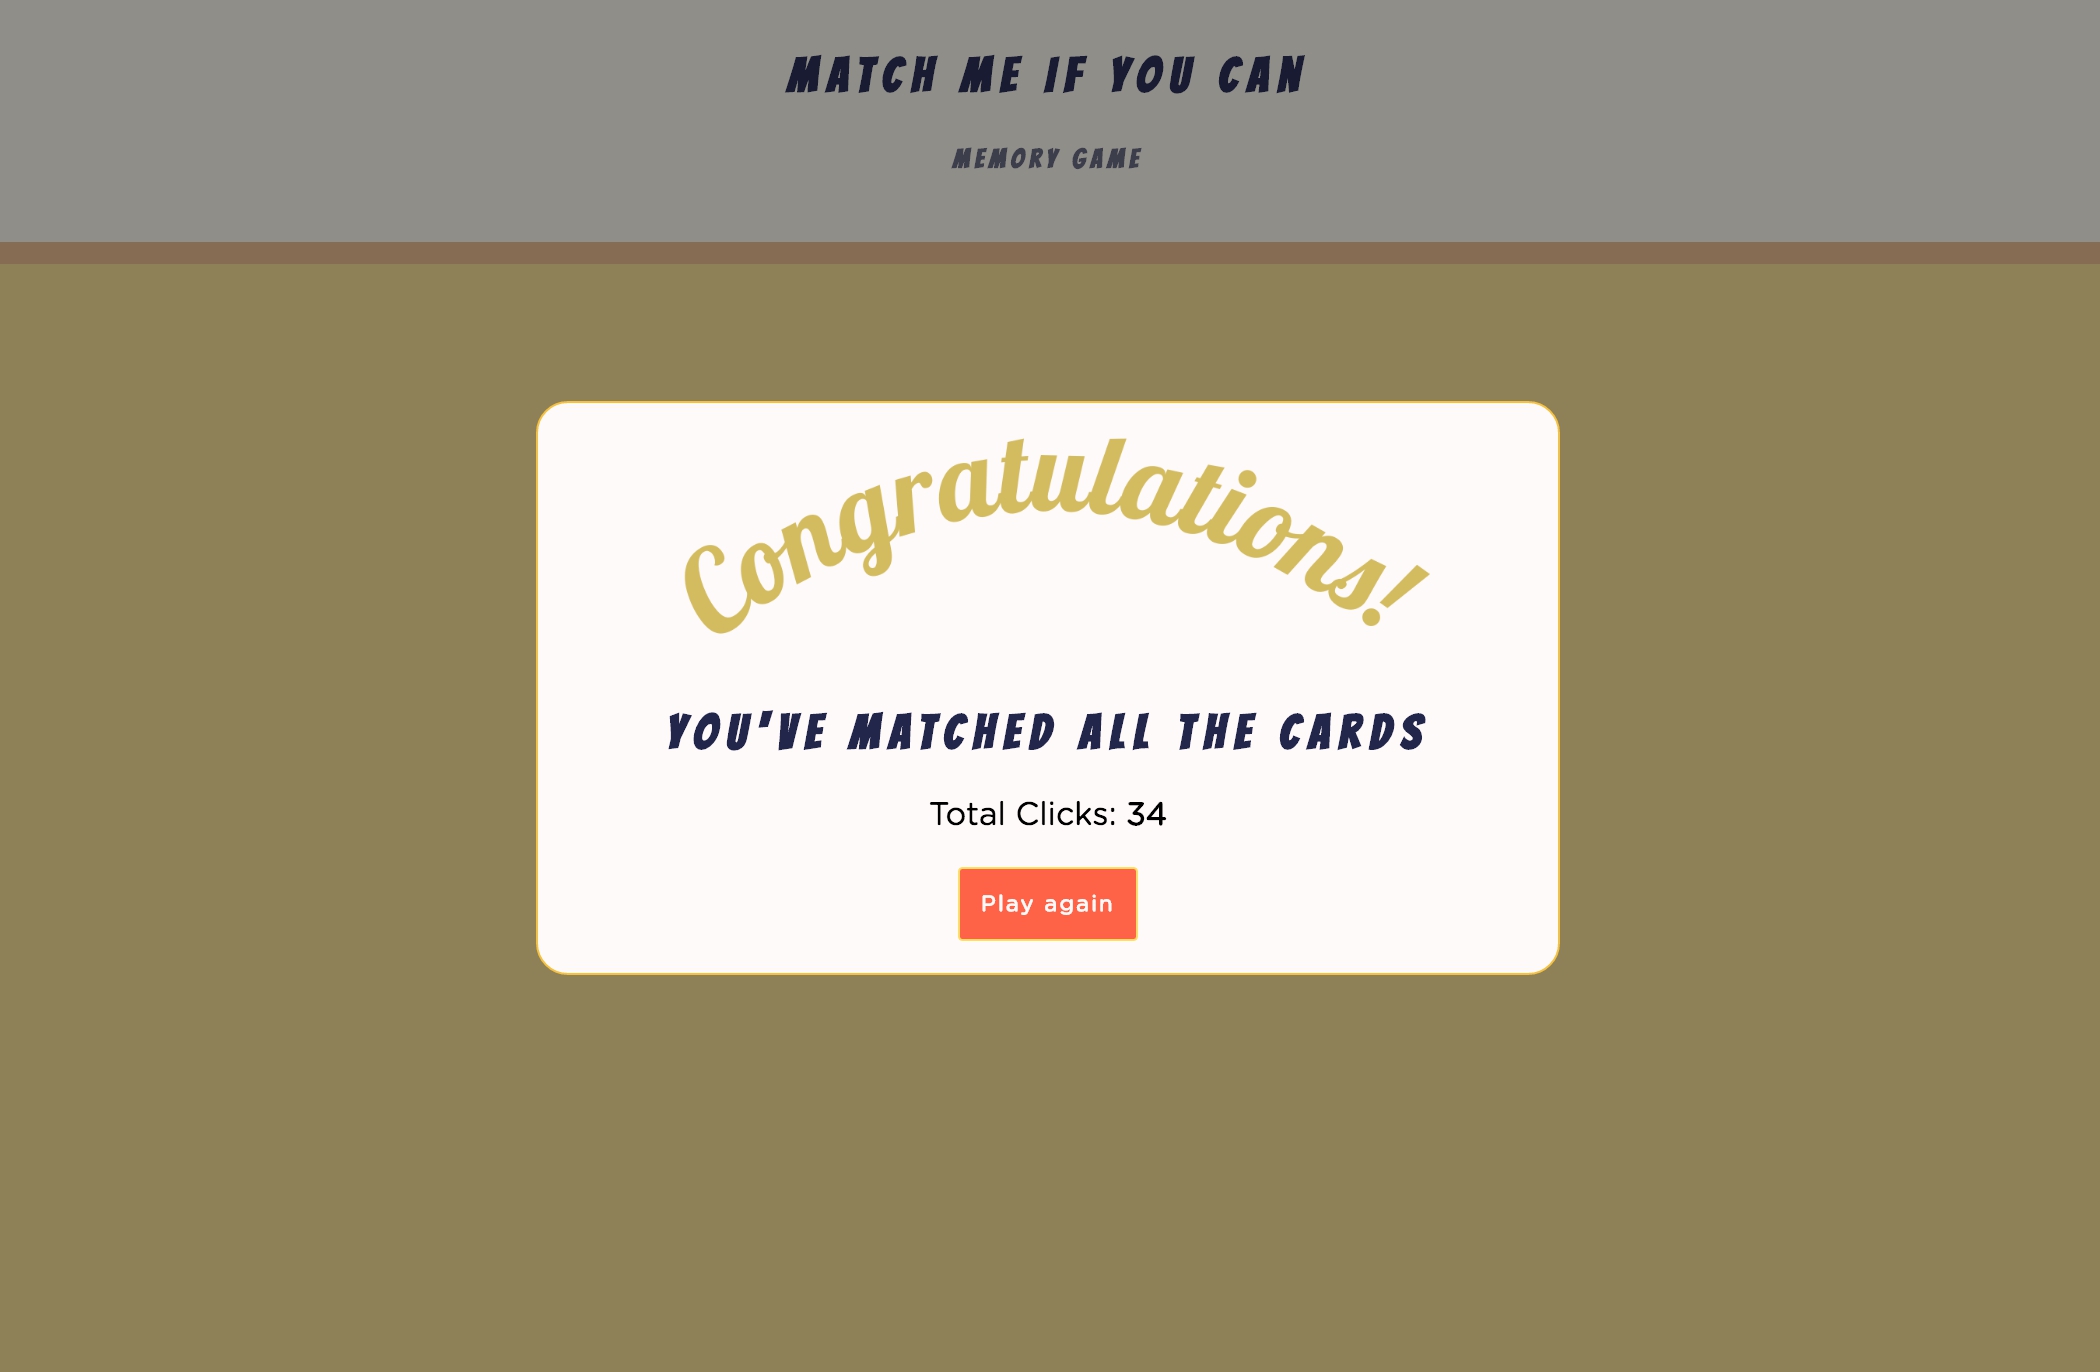 MATCH ME IF YOU CAN
MEMORY GAME
Congratulations!
YOU'VE MATCHED ALL THE CARDS
Total Clicks: 34
Play again